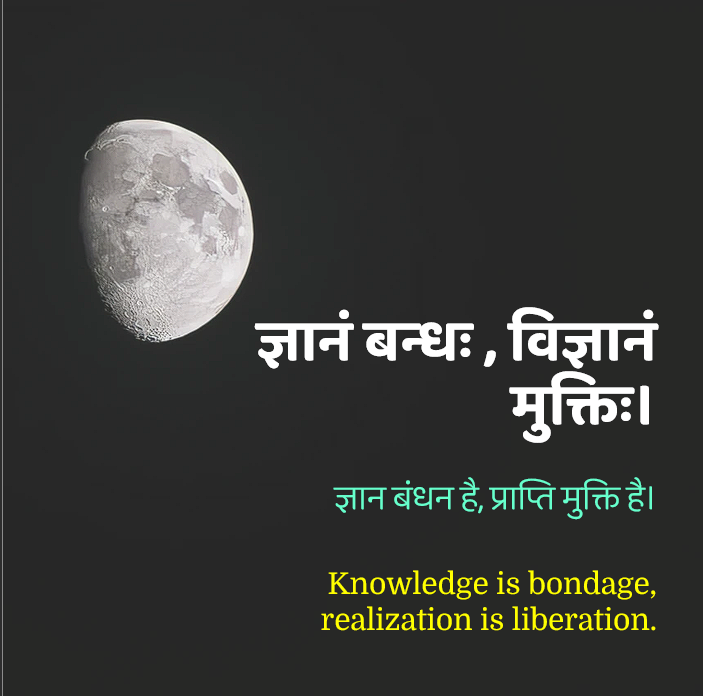 ज्ञानं बन्धः , विज्ञानं
मुक्तिः।
ज्ञान बंधन है, प्राप्ति मुक्ति है।
Knowledge is bondage,
realization is liberation.